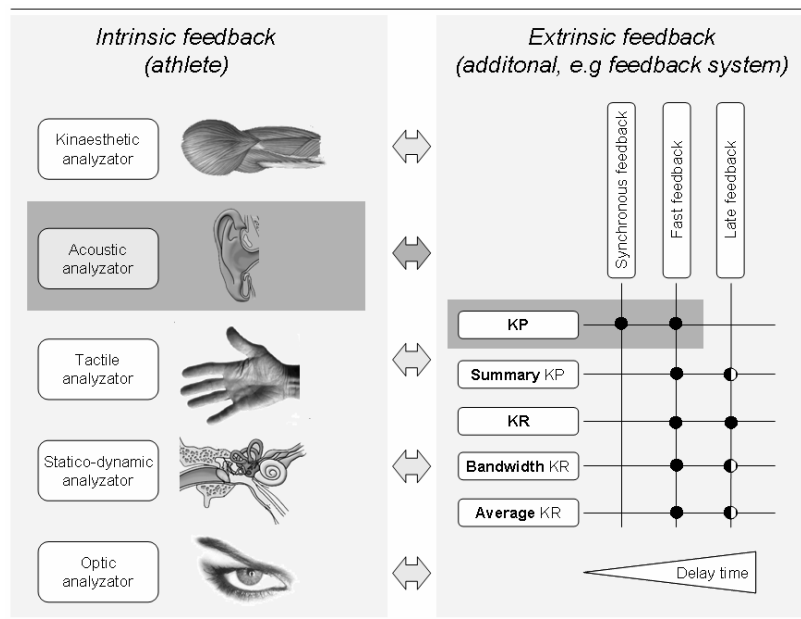 Intrinsic feedback
(athlete)
Kinaesthetic
analyzator
Acoustic
analyzator
Tactile
analyzator
Statico-dynamic
analyzator
Optic
analyzator
Extrinsic feedback
(additonal, e.g feedback system)
Synchronous feedback
Fast feedback
Late feedback
KP
Summary KP
KR
Bandwidth KR
Average KR
Delay time